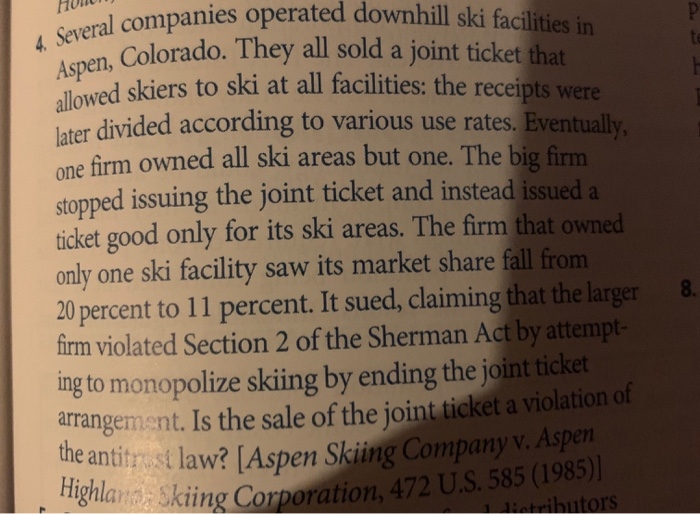 4. Several companies operated downhill ski facilities in
Aspen, Colorado. They all sold a joint ticket that
allowed skiers to ski at all facilities: the receipts were
later divided according to various use rates. Eventually,
one firm owned all ski areas but one. The big firm
stopped issuing the joint ticket and instead issued a
ticket good only for its ski areas. The firm that owned
only one ski facility saw its market share fall from
20 percent to 11 percent. It sued, claiming that the larger
firm violated Section 2 of the Sherman Act by attempt-
ing to monopolize skiing by ending the joint ticket
arrangement. Is the sale of the joint ticket a violation of
the antitrust law? [Aspen Skiing Company v. Aspen
Highlands Skiing Corporation, 472 U.S. 585 (1985)]
distributors
8.